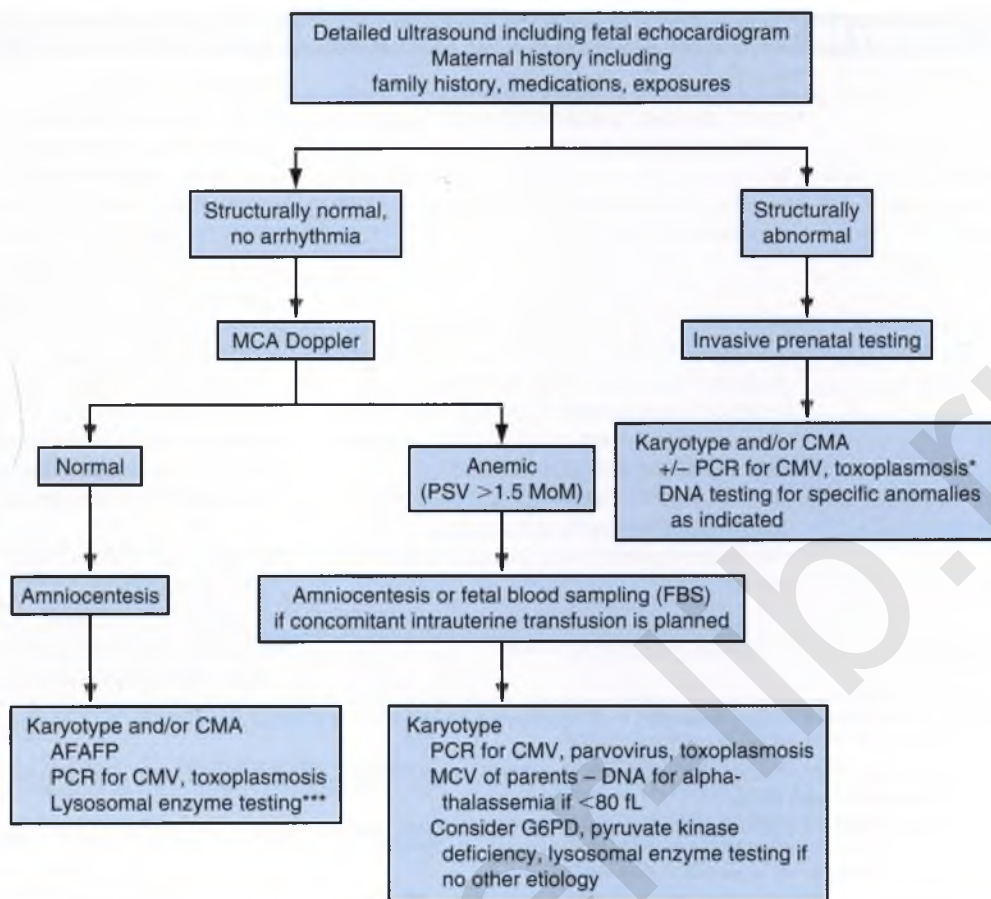 Detailed ultrasound including fetal echocardiogram
Maternal history including
family history, medications, exposures
Structurally normal,
no arrhythmia
Structurally
abnormal
MCA Doppler
Invasive prenatal testing
Normal
Anemic
(PSV >1.5 MoM)
Karyotype and/or CMA
+/– PCR for CMV, toxoplasmosis*
DNA testing for specific anomalies
as indicated
Amniocentesis
Amniocentesis or fetal blood sampling (FBS)
if concomitant intrauterine transfusion is planned
Karyotype and/or CMA
AFAFP
PCR for CMV, toxoplasmosis
Lysosomal enzyme testing***
Karyotype
PCR for CMV, parvovirus, toxoplasmosis
MCV of parents – DNA for alpha-
thalassemia if <80 fL
Consider G6PD, pyruvate kinase
deficiency, lysosomal enzyme testing if
no other etiology